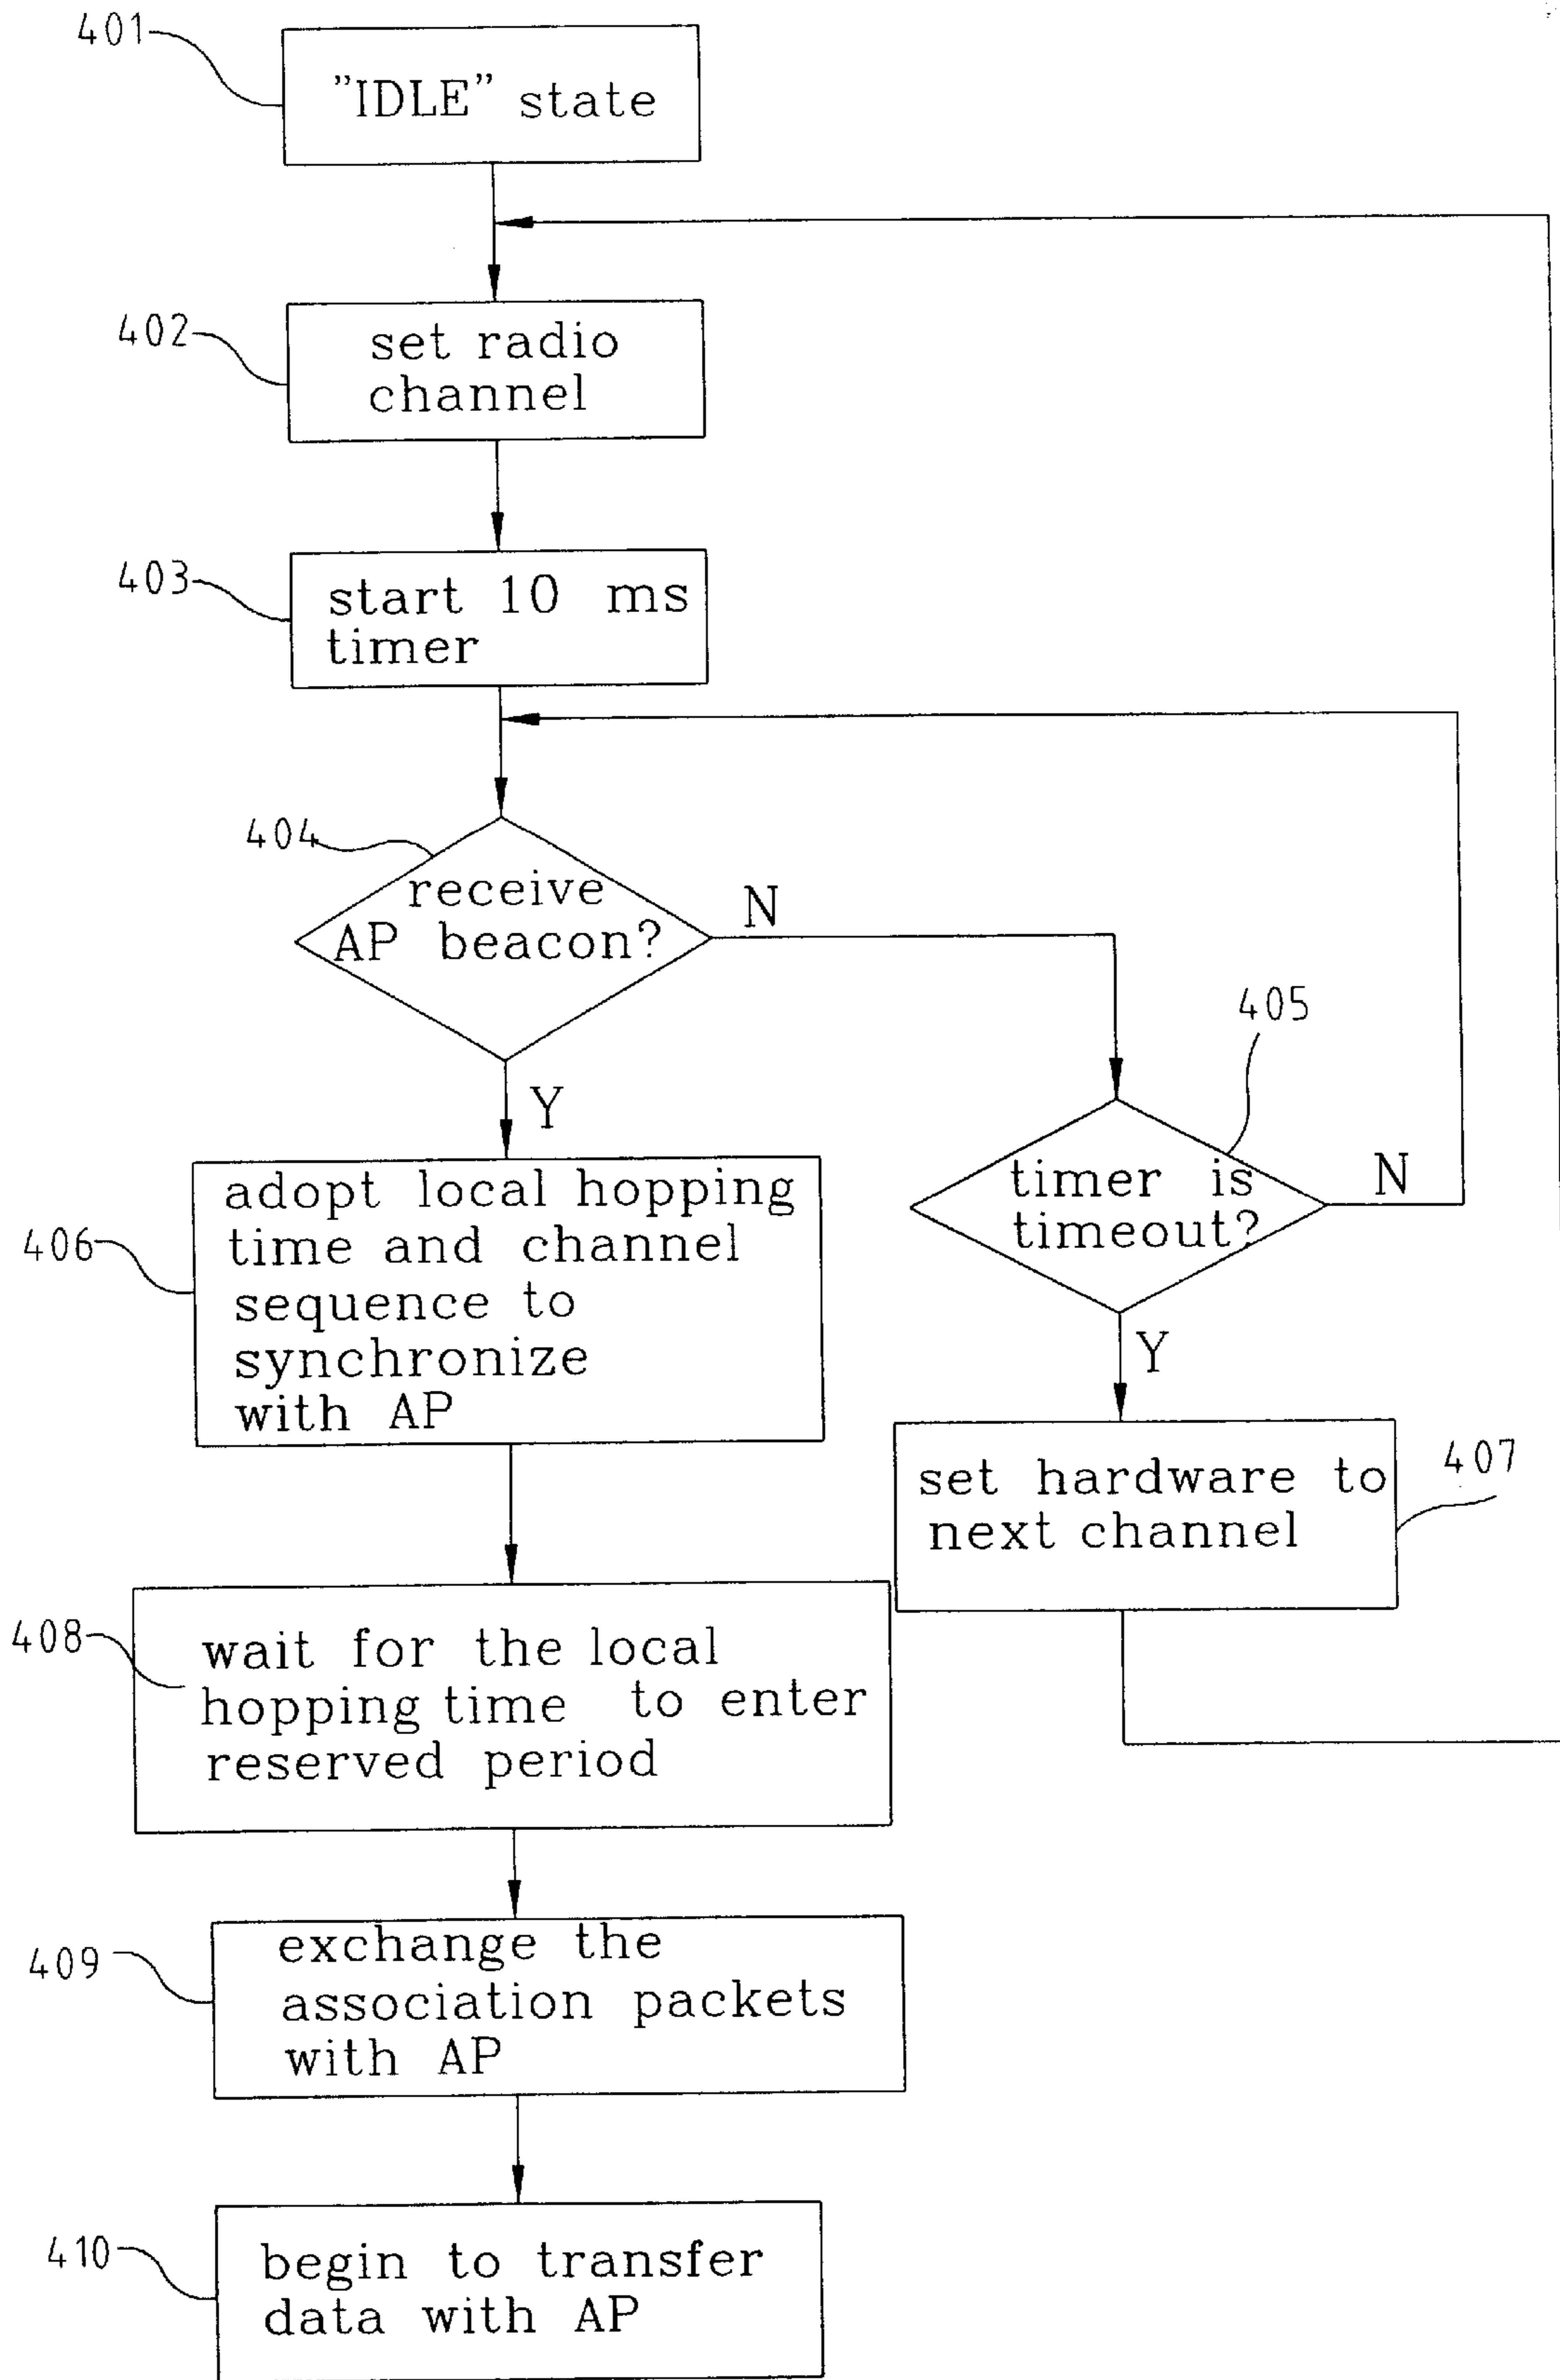 401
"IDLE" state
402
set radio
channel
403
start 10 ms
timer
404
receive
AP beacon?
N
Y
405
timer is
timeout?
N
Y
406
adopt local hopping
time and channel
sequence to
synchronize
with AP
407
set hardware to
next channel
408
wait for the local
hopping time to enter
reserved period
409
exchange the
association packets
with AP
410
begin to transfer
data with AP